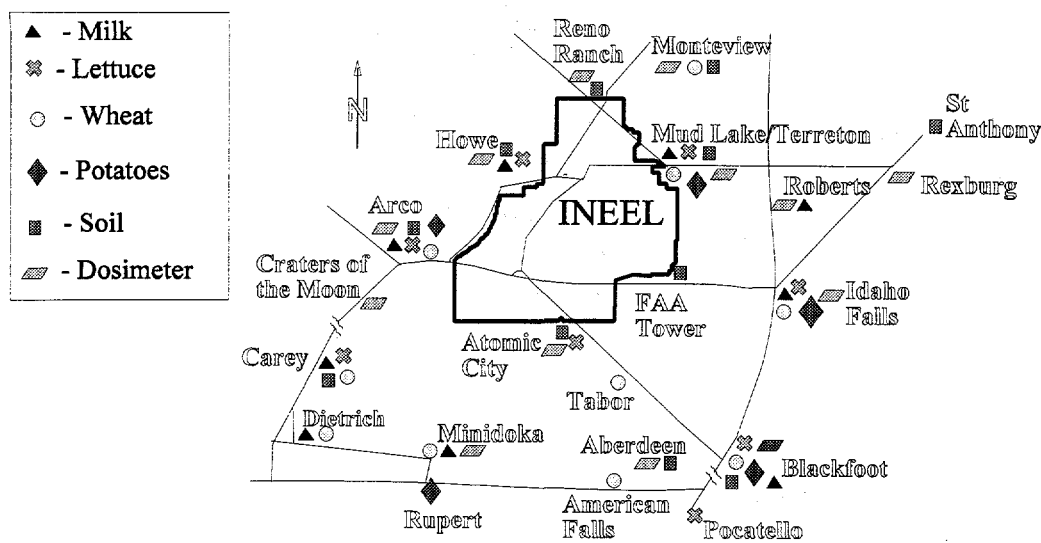 - Milk
- Lettuce
- Wheat
- Potatoes
- Soil
- Dosimeter
N
Reno
Ranch
Monteview
St
Anthony
Howe
Mud Lake/Terreton
Roberts
Rexburg
Arco
INEEL
Craters of
the Moon
FAA
Tower
Idaho
Falls
Atomic
City
Carey
Tabor
Dietrich
Minidoka
Aberdeen
Blackfoot
American
Falls
Rupert
Pocatello